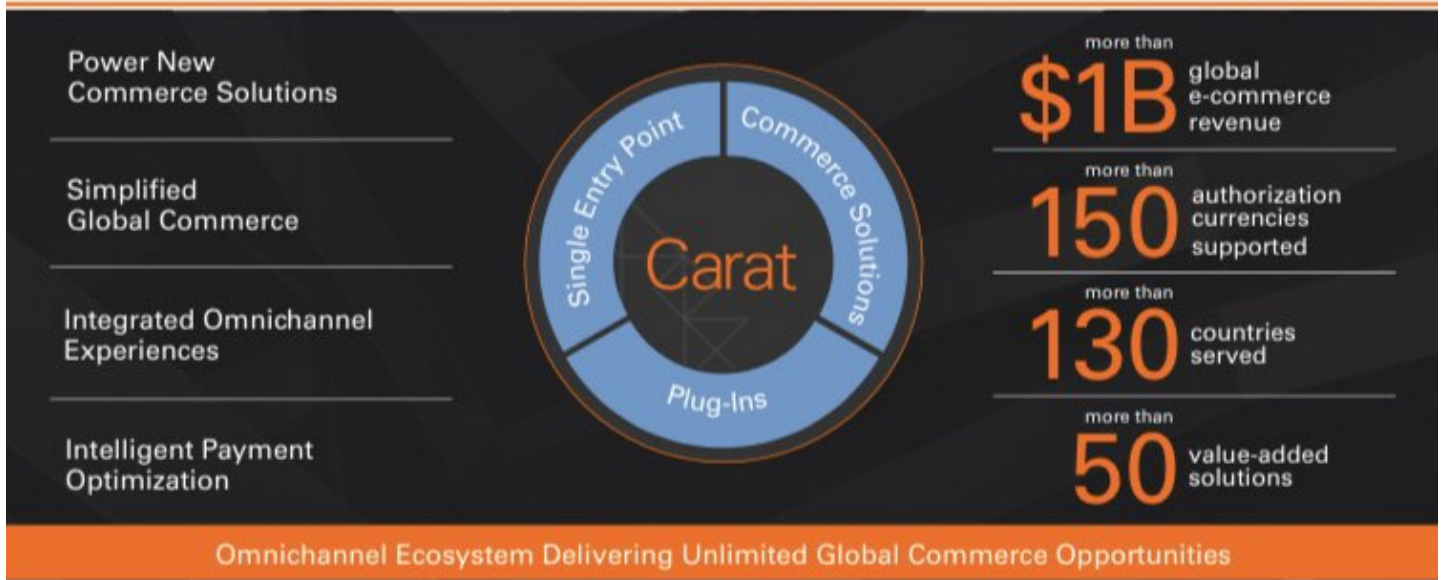 Power New
Commerce Solutions
Simplified
Global Commerce
Integrated Omnichannel
Experiences
Intelligent Payment
Optimization
Single Entry Point
Commerce Solutions
Plug-Ins
Carat
more than
$1B global
e-commerce
revenue
more than
150 authorization
currencies
supported
more than
130 countries
served
more than
50 value-added
solutions
Omnichannel Ecosystem Delivering Unlimited Global Commerce Opportunities